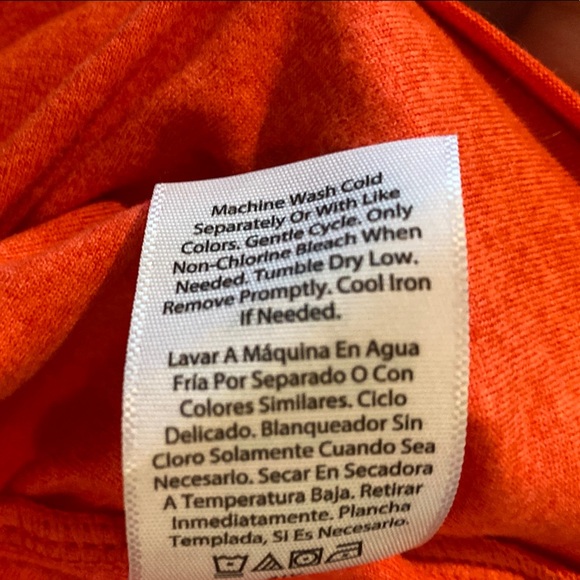 Machine Wash Cold
Separately Or With Like
Colors. Gentle Cycle. Only
Non-Chlorine Bleach When
Needed. Tumble Dry Low.
Remove Promptly. Cool Iron
If Needed.
Lavar A Máquina En Agua
Fría Por Separado O Con
Colores Similares. Ciclo
Delicado. Blanqueador Sin
Cloro Solamente Cuando Sea
Necesario. Secar En Secadora
A Temperatura Baja. Retirar
Inmediatamente. Plancha
Templada, Si Es Necesario.